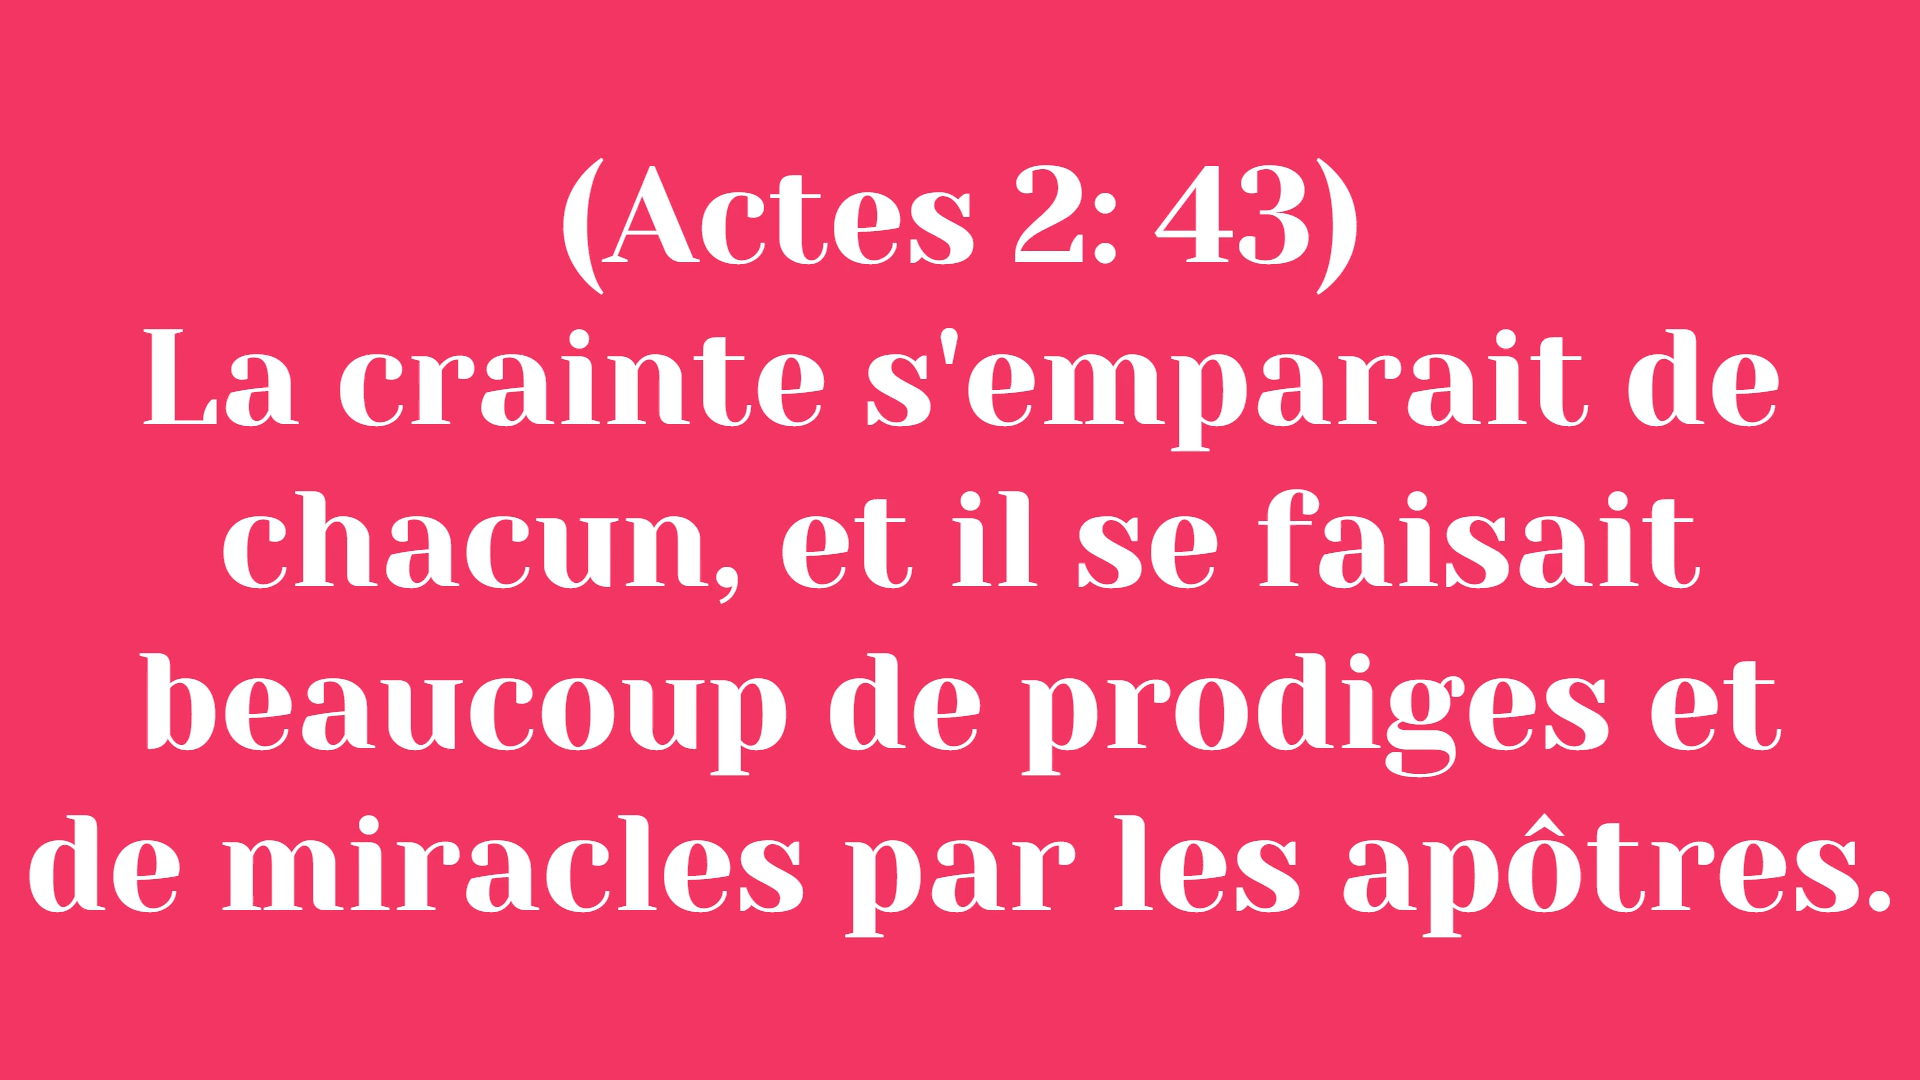 (Actes 2: 43)
La crainte s'emparait de
chacun, et il se faisait
beaucoup de prodiges et
de miracles par les apôtres.